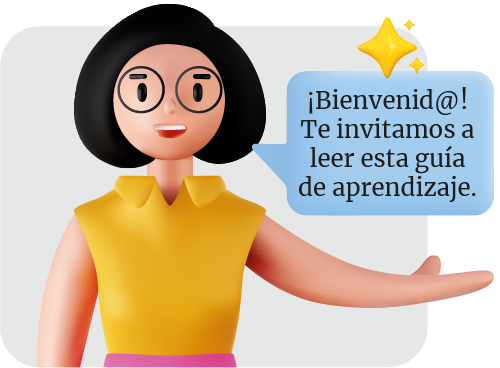 ¡Bienvenid@!
Te invitamos a
leer esta guía
de aprendizaje.